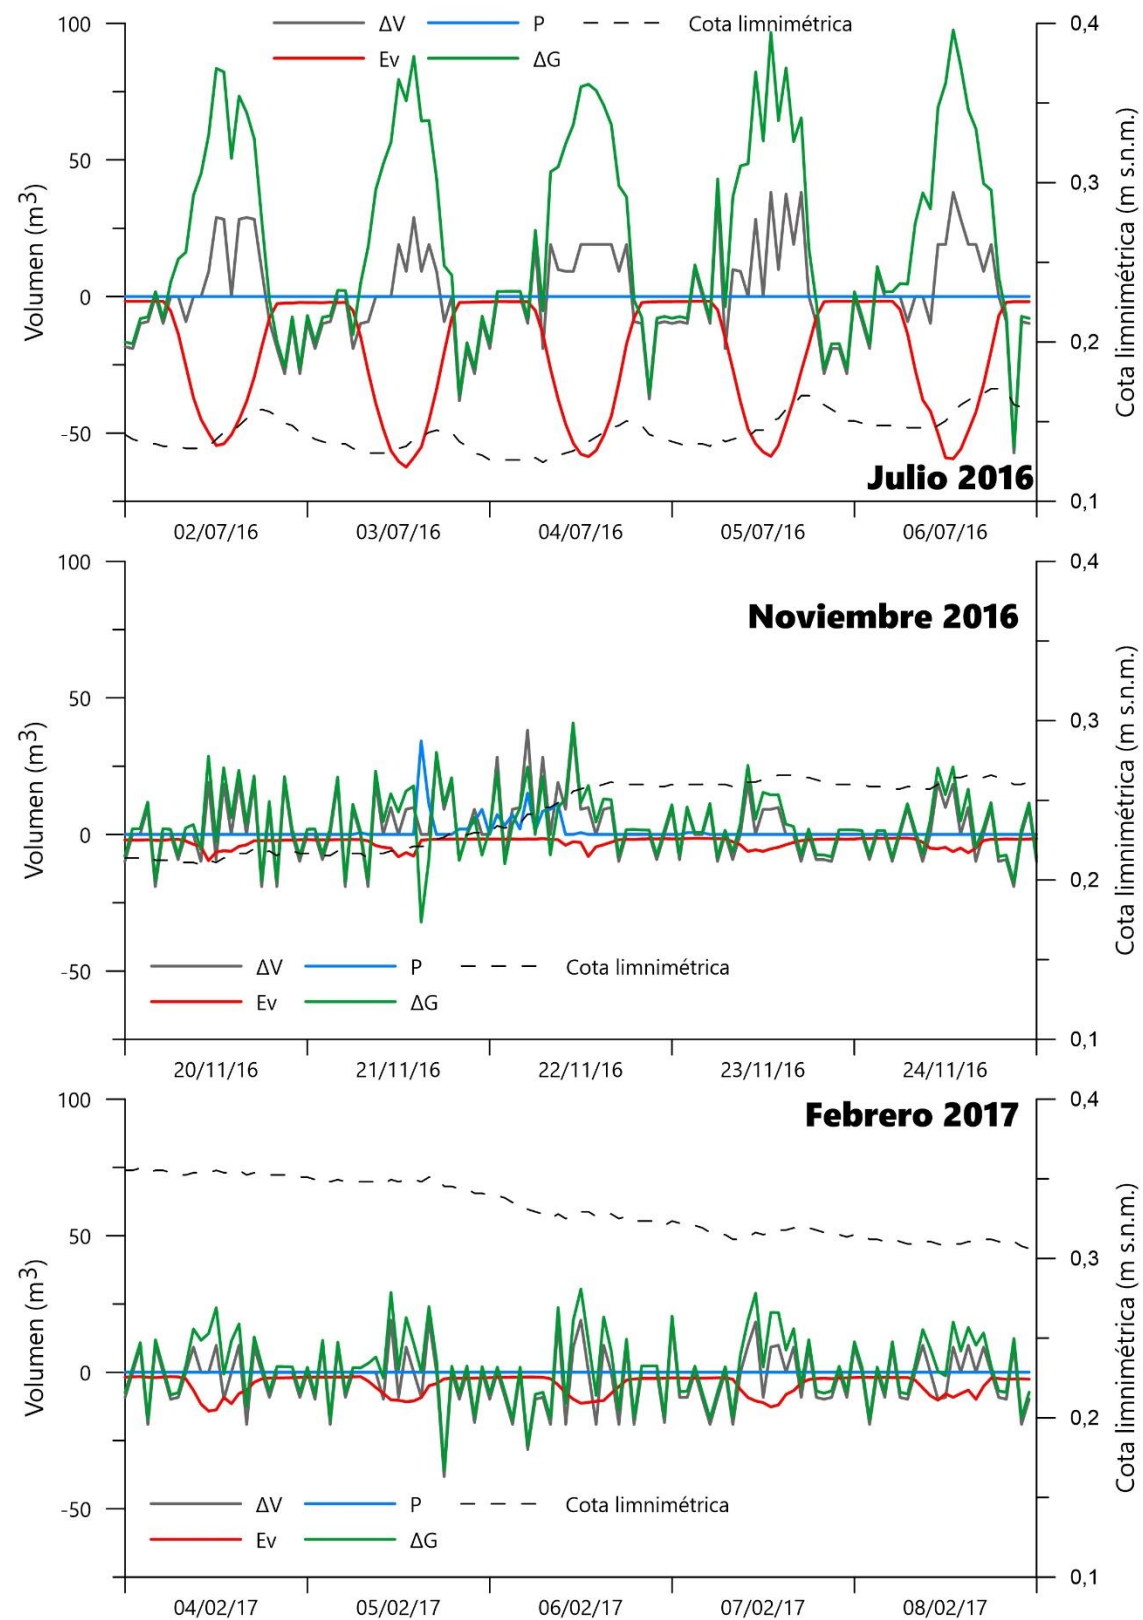 ΔV P Cota limnimétrica
Ev ΔG
100
50
0
-50
Volumen (m³)
0,4
0,3
0,2
0,1
Cota limnimétrica (m s.n.m.)
Julio 2016
02/07/16 03/07/16 04/07/16 05/07/16 06/07/16
100
50
0
-50
Volumen (m³)
0,4
0,3
0,2
0,1
Cota limnimétrica (m s.n.m.)
Noviembre 2016
ΔV P Cota limnimétrica
Ev ΔG
20/11/16 21/11/16 22/11/16 23/11/16 24/11/16
100
50
0
-50
Volumen (m³)
0,4
0,3
0,2
0,1
Cota limnimétrica (m s.n.m.)
Febrero 2017
ΔV P Cota limnimétrica
Ev ΔG
04/02/17 05/02/17 06/02/17 07/02/17 08/02/17